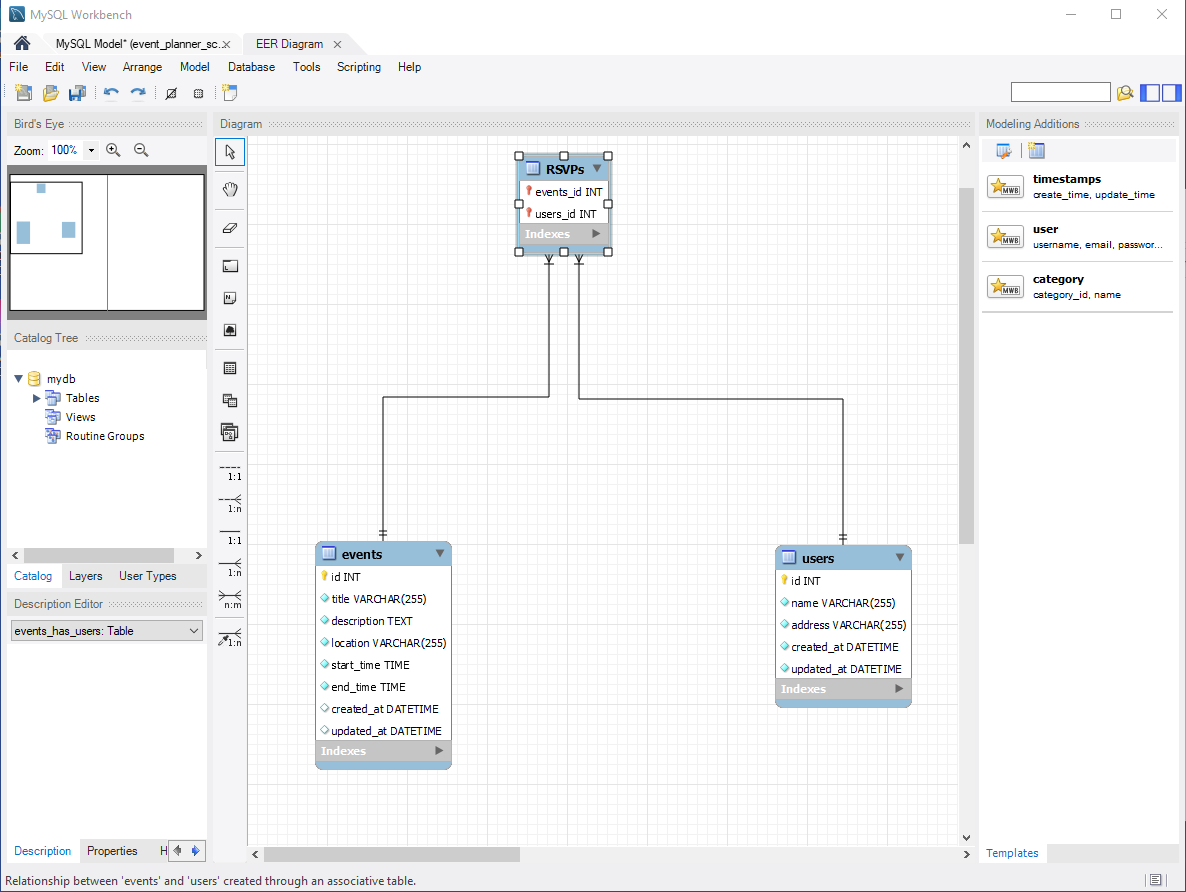 MySQL Workbench
MySQL Model* (event_planner_sc...
EER Diagram
File Edit View Arrange Model Database Tools Scripting Help
Bird's Eye
Zoom: 100%
Catalog Tree
mydb
Tables
Views
Routine Groups
Catalog Layers User Types
Description Editor
events_has_users: Table
Description Properties H
Diagram
1:1
1:n
1:1
1:n
n:m
1:n
RSVPs
events_id INT
users_id INT
Indexes
events
id INT
title VARCHAR(255)
description TEXT
location VARCHAR(255)
start_time TIME
end_time TIME
created_at DATETIME
updated_at DATETIME
Indexes
users
id INT
name VARCHAR(255)
address VARCHAR(255)
created_at DATETIME
updated_at DATETIME
Indexes
Modeling Additions
MWB
timestamps
create_time, update_time
MWB
user
username, email, passwor...
MWB
category
category_id, name
Templates
Relationship between 'events' and 'users' created through an associative table.